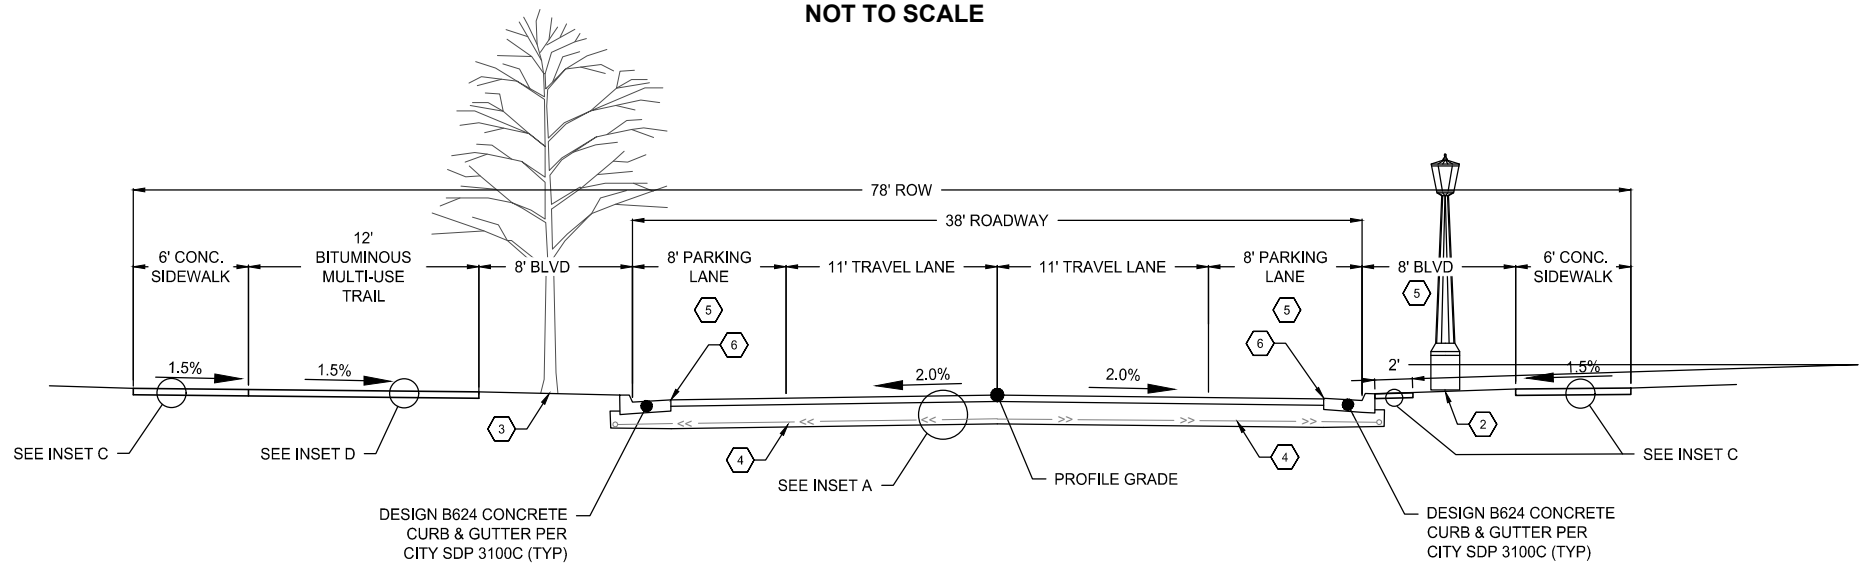 NOT TO SCALE
78' ROW
38' ROADWAY
6' CONC.
SIDEWALK
12'
BITUMINOUS
MULTI-USE
TRAIL
8' BLVD
8' PARKING
LANE
11' TRAVEL LANE
11' TRAVEL LANE
8' PARKING
LANE
8' BLVD
6' CONC.
SIDEWALK
5
5
5
6
6
1.5%
1.5%
2.0%
2.0%
2'
1.5%
<<
<<
<<
>>
>>
>>
3
4
4
2
SEE INSET C
SEE INSET D
SEE INSET A
PROFILE GRADE
SEE INSET C
DESIGN B624 CONCRETE
CURB & GUTTER PER
CITY SDP 3100C (TYP)
DESIGN B624 CONCRETE
CURB & GUTTER PER
CITY SDP 3100C (TYP)